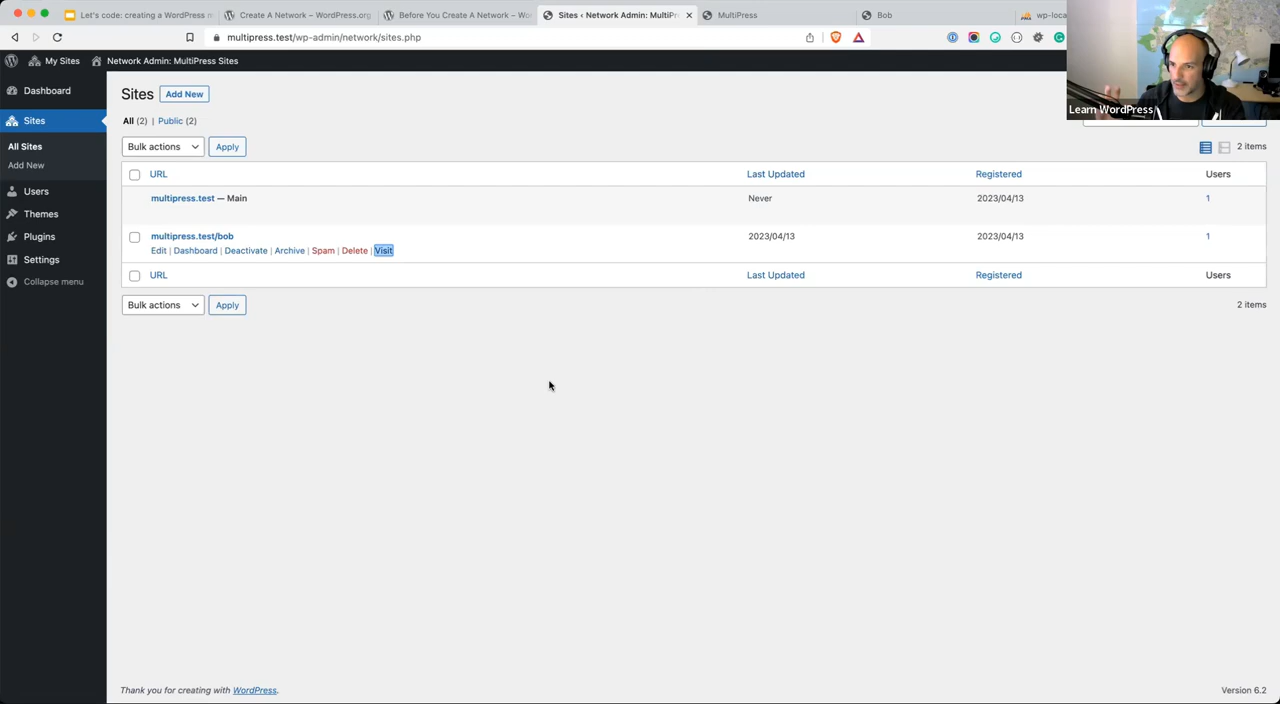 Let's code: creating a WordPress m
Create A Network – WordPress.org
Before You Create A Network – Wo
Sites ‹ Network Admin: MultiPr
MultiPress
Bob
wp-loca
multipress.test/wp-admin/network/sites.php
My Sites
Network Admin: MultiPress Sites
Learn WordPress
Dashboard
Sites
All Sites
Add New
Users
Themes
Plugins
Settings
Collapse menu
Sites Add New
All (2) | Public (2)
Bulk actions Apply
2 items
URL Last Updated Registered Users
multipress.test — Main Never 2023/04/13 1
multipress.test/bob 2023/04/13 2023/04/13 1
Edit | Dashboard | Deactivate | Archive | Spam | Delete | Visit
URL Last Updated Registered Users
Bulk actions Apply
2 items
Thank you for creating with WordPress.
Version 6.2